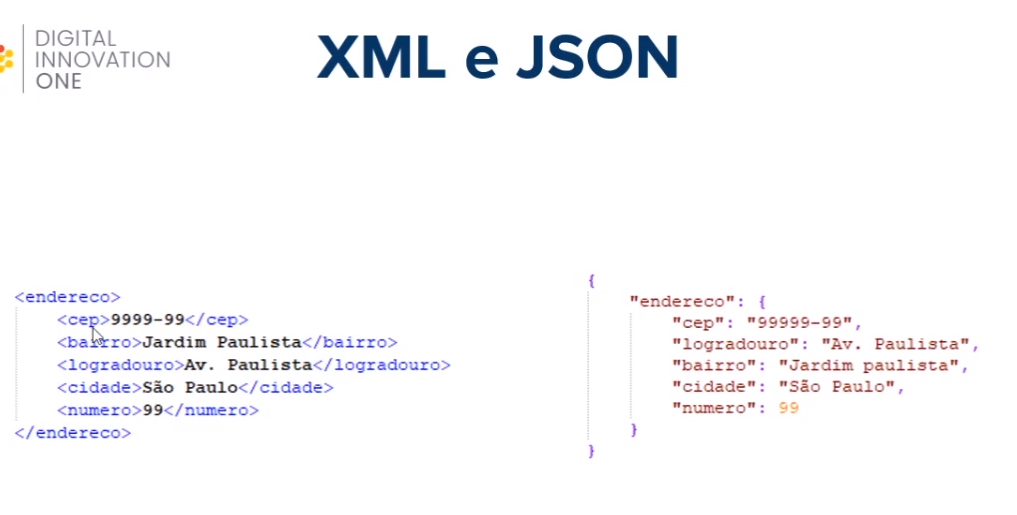 DIGITAL
INNOVATION
ONE
XML e JSON
<endereco>
<cep>9999-99</cep>
<bairro>Jardim Paulista</bairro>
<logradouro>Av. Paulista</logradouro>
<cidade>São Paulo</cidade>
<numero>99</numero>
</endereco>
{
"endereco": {
"cep": "99999-99",
"logradouro": "Av. Paulista",
"bairro": "Jardim paulista",
"cidade": "São Paulo",
"numero": 99
}
}